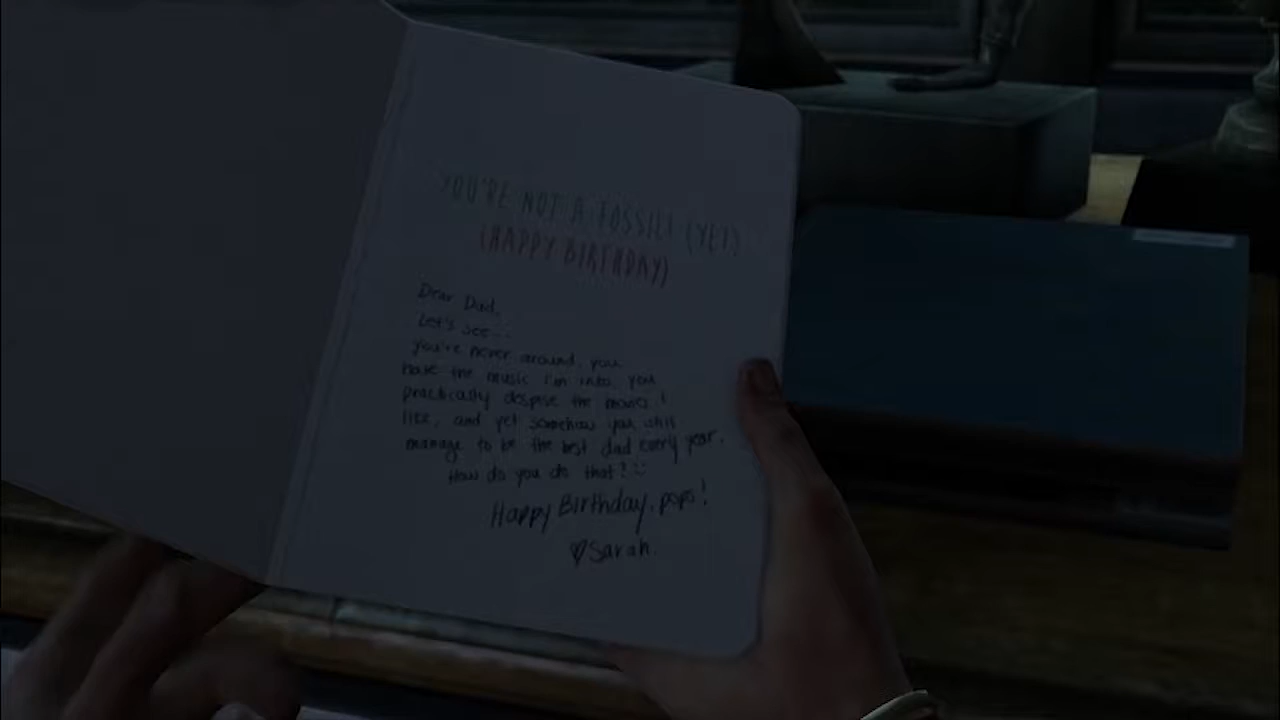 YOU'RE NOT A FOSSIL! (YET)
(HAPPY BIRTHDAY)
Dear Dad,
Let's see...
you're never around, you
hate the music i'm into, you
practically despise the movies i
like, and yet somehow you still
manage to be the best dad every year.
How do you do that? :)
Happy Birthday, pops!
♡Sarah.